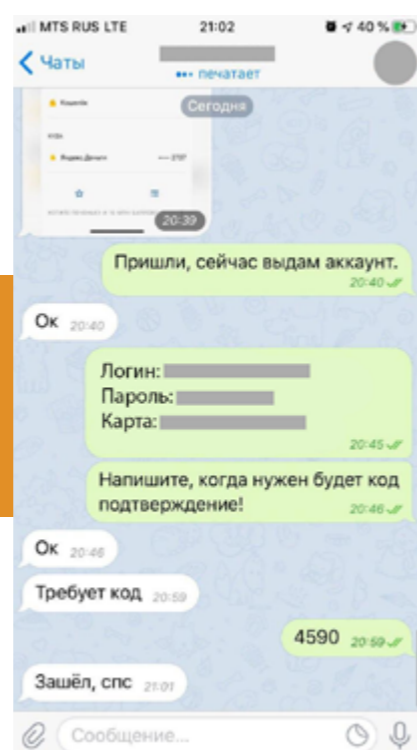 MTS RUS LTE 21:02 40 %
Чаты
печатает
Сегодня
Кошелёк
куда
Яндекс.Деньги
20:39
Пришли, сейчас выдам аккаунт.
20:40
Ок 20:40
Логин:
Пароль:
Карта:
20:45
Напишите, когда нужен будет код
подтверждение!
20:46
Ок 20:46
Требует код 20:59
4590 20:59
Зашёл, спс 21:01
Сообщение...